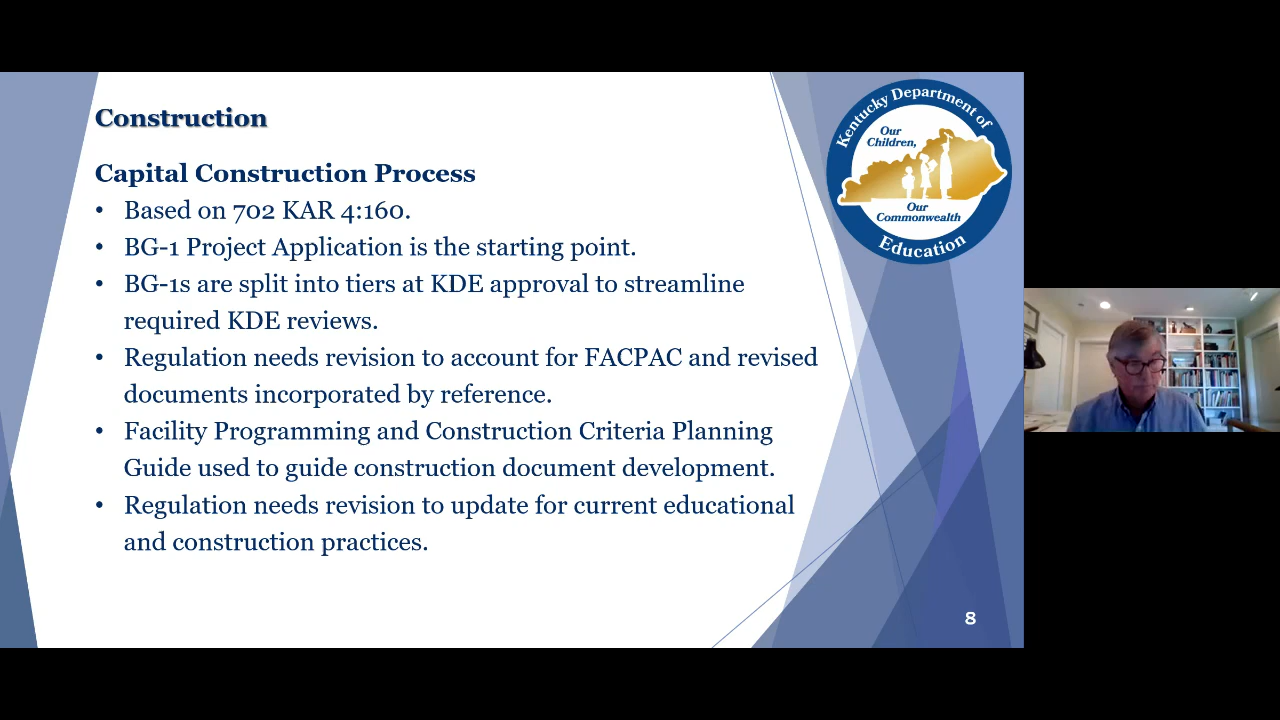 Construction
Capital Construction Process
• Based on 702 KAR 4:160.
• BG-1 Project Application is the starting point.
• BG-1s are split into tiers at KDE approval to streamline
required KDE reviews.
• Regulation needs revision to account for FACPAC and revised
documents incorporated by reference.
• Facility Programming and Construction Criteria Planning
Guide used to guide construction document development.
• Regulation needs revision to update for current educational
and construction practices.
Kentucky Department of
Our
Children,
Our
Commonwealth
Education
8